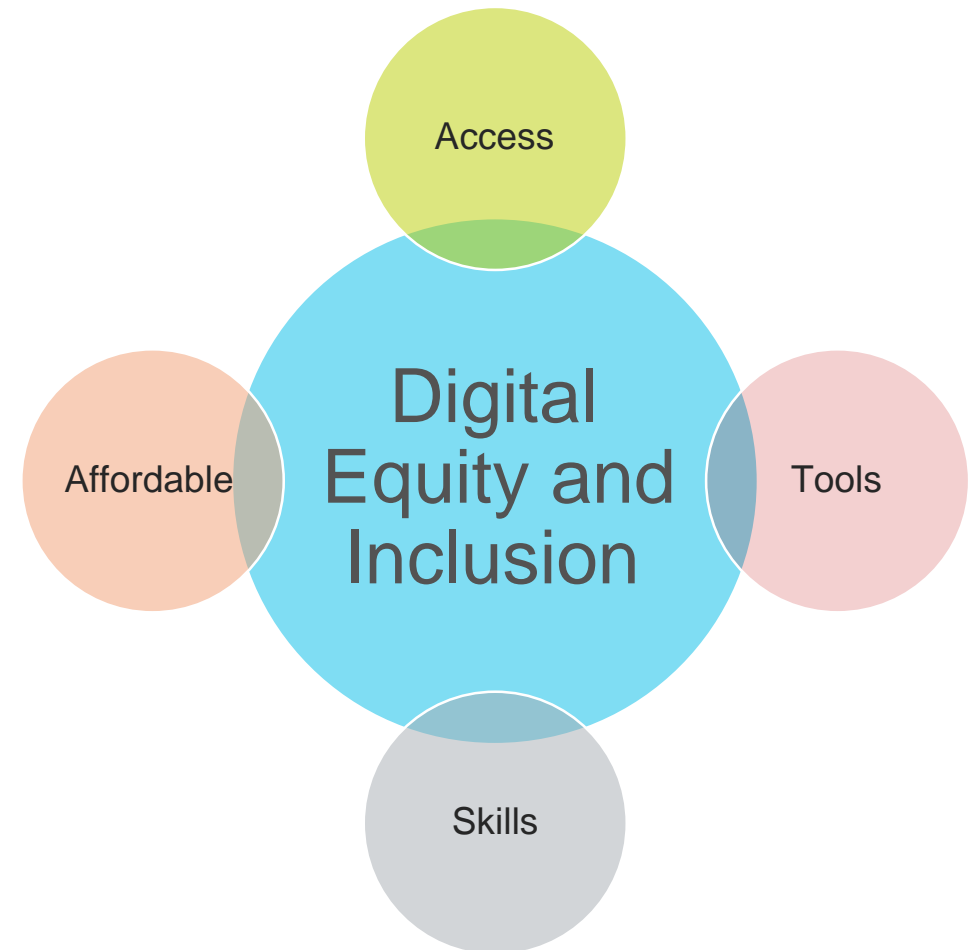 Access
Digital
Equity and
Inclusion
Affordable
Tools
Skills